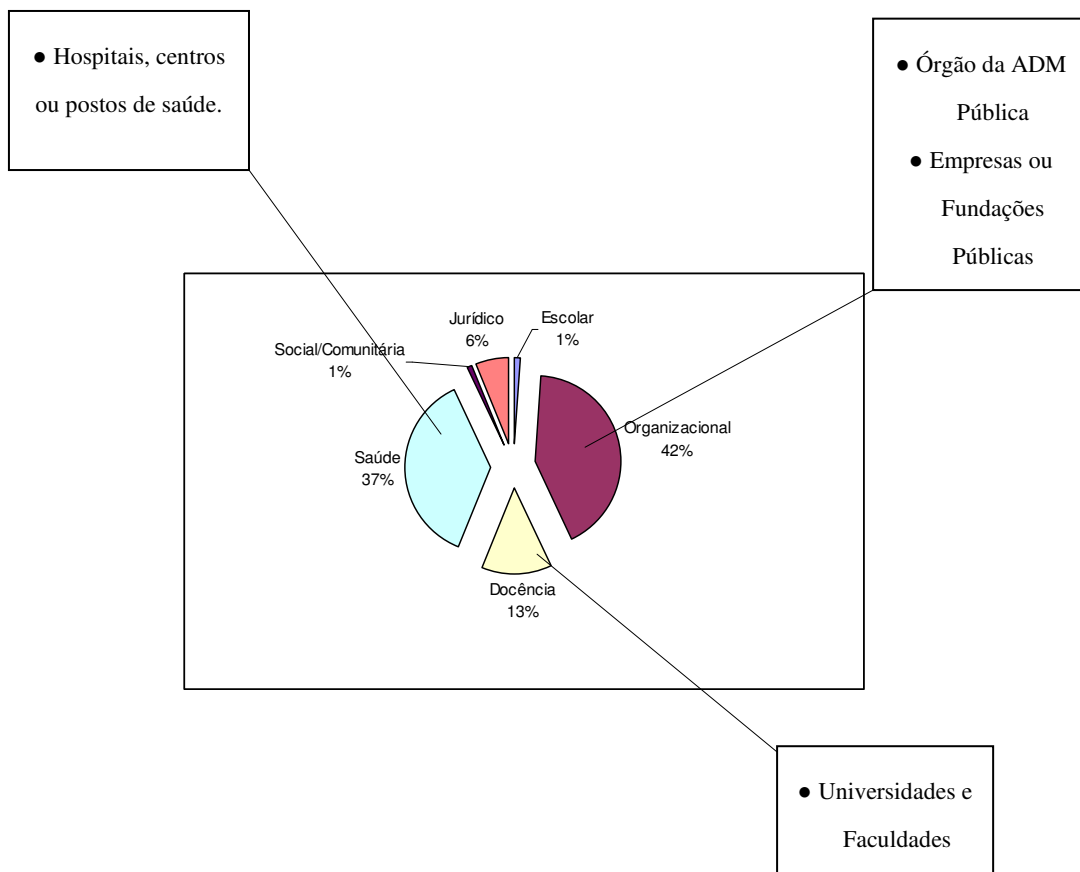 ● Hospitais, centros
ou postos de saúde.
● Órgão da ADM
Pública
● Empresas ou
Fundações
Públicas
Jurídico
6%
Escolar
1%
Social/Comunitária
1%
Organizacional
42%
Saúde
37%
Docência
13%
● Universidades e
Faculdades